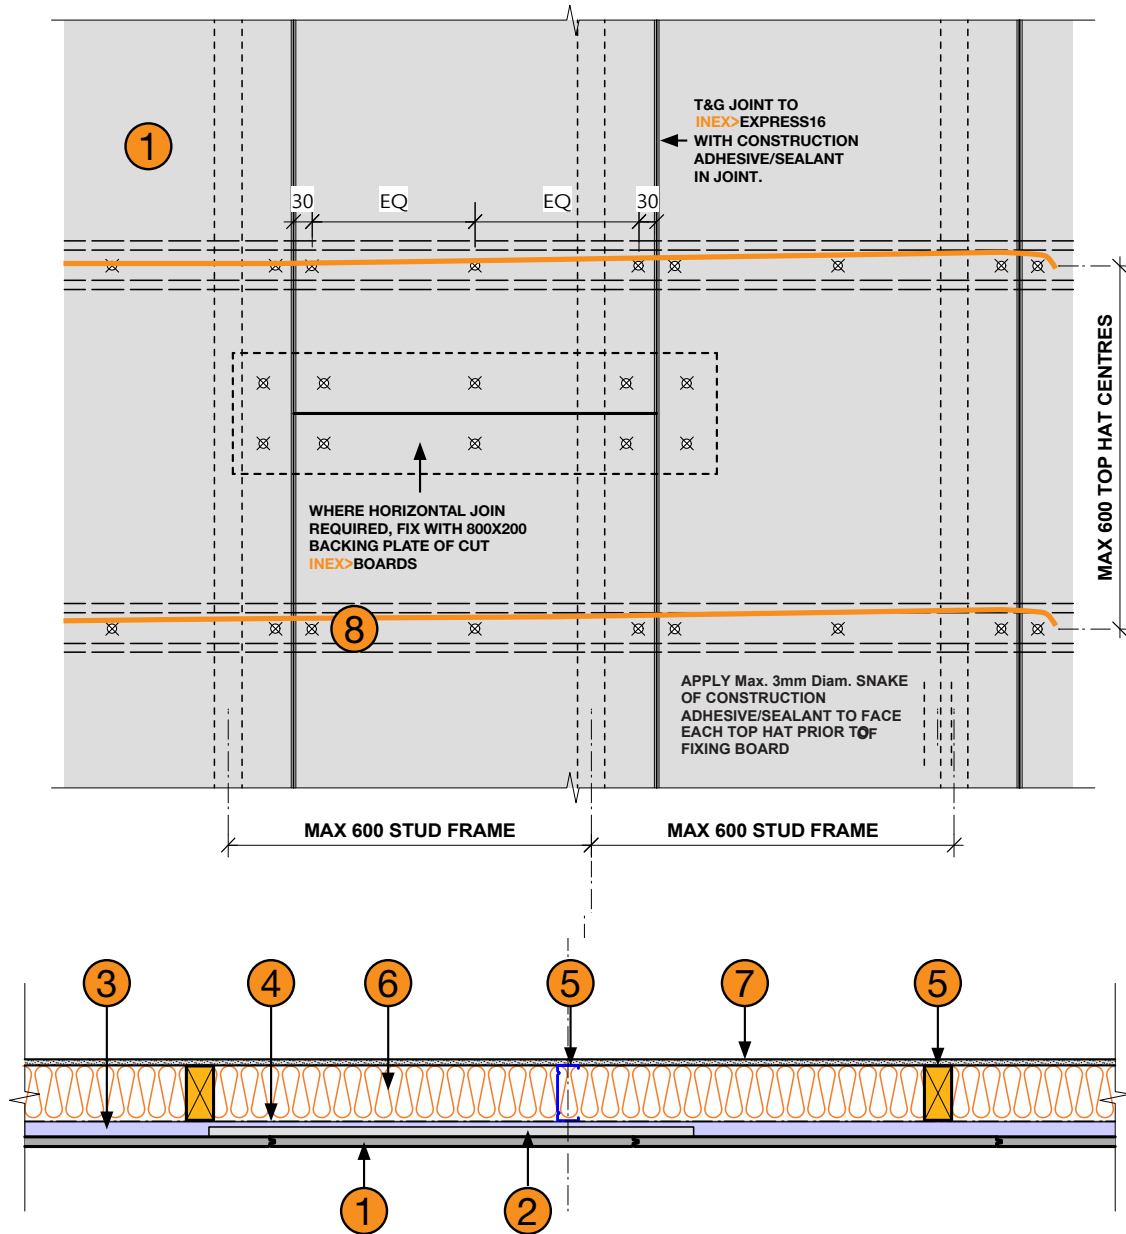 T&G JOINT TO
INEX>EXPRESS16
WITH CONSTRUCTION
ADHESIVE/SEALANT
IN JOINT.
1
30
EQ
EQ
30
MAX 600 TOP HAT CENTRES
WHERE HORIZONTAL JOIN
REQUIRED, FIX WITH 800X200
BACKING PLATE OF CUT
INEX>BOARDS
8
APPLY Max. 3mm Diam. SNAKE
OF CONSTRUCTION
ADHESIVE/SEALANT TO FACE
EACH TOP HAT PRIOR TO OF
FIXING BOARD
MAX 600 STUD FRAME
MAX 600 STUD FRAME
3
4
6
5
7
5
1
2